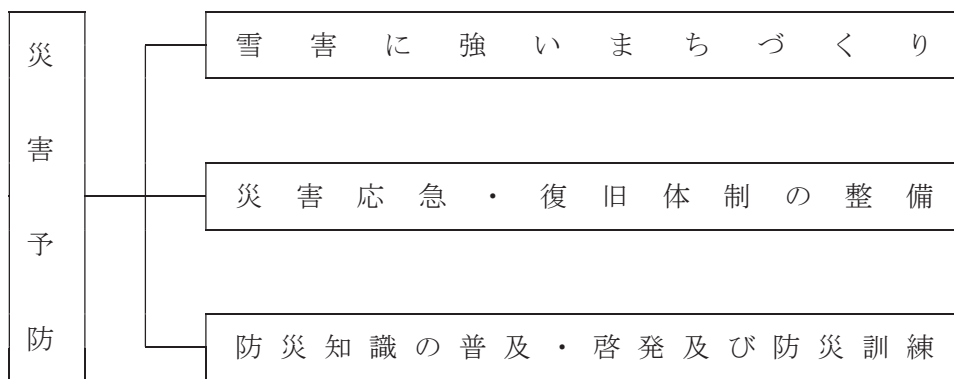 災害予防
雪害に強いまちづくり
災害応急・復旧体制の整備
防災知識の普及・啓発及び防災訓練